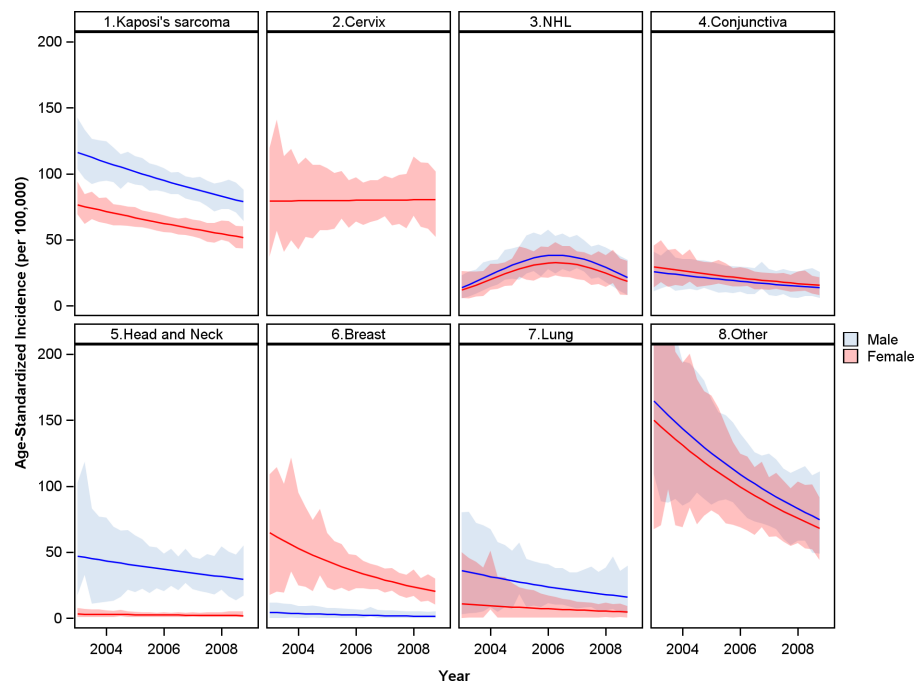 1.Kaposi's sarcoma
2.Cervix
3.NHL
4.Conjunctiva
200
150
100
50
0
5.Head and Neck
6.Breast
7.Lung
8.Other
200
150
100
50
0
2004 2006 2008
2004 2006 2008
2004 2006 2008
2004 2006 2008
Age-Standardized Incidence (per 100,000)
Year
Male
Female